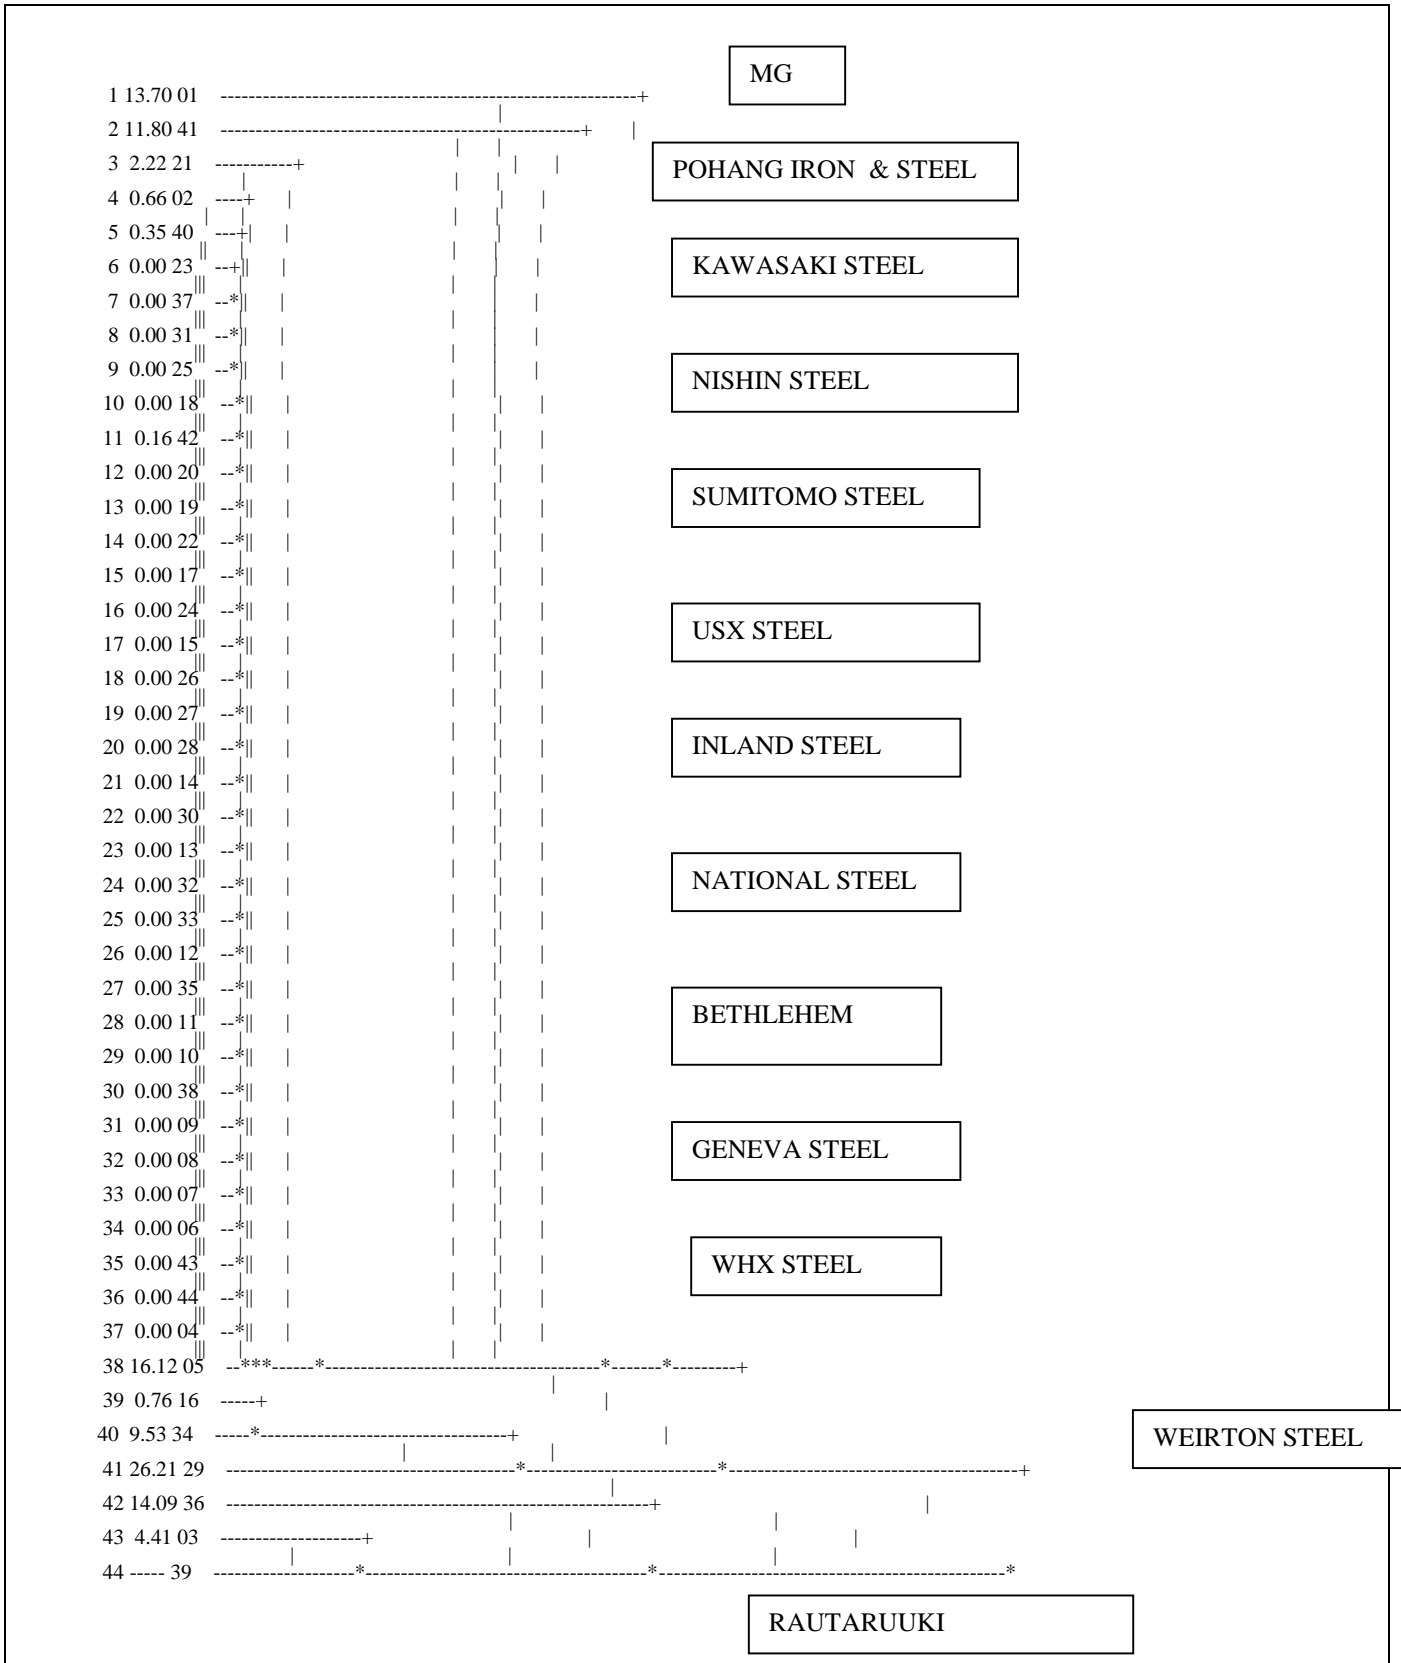 MG
1 13.70 01 ------------------------------------------------------------+
2 11.80 41 ----------------------------------------------------+
3 2.22 21 -----------+
POHANG IRON & STEEL
4 0.66 02 ----+
5 0.35 40 ---+
6 0.00 23 --+
KAWASAKI STEEL
7 0.00 37 --*
8 0.00 31 --*
9 0.00 25 --*
NISHIN STEEL
10 0.00 18 --*
11 0.16 42 --*
12 0.00 20 --*
SUMITOMO STEEL
13 0.00 19 --*
14 0.00 22 --*
15 0.00 17 --*
16 0.00 24 --*
USX STEEL
17 0.00 15 --*
18 0.00 26 --*
19 0.00 27 --*
20 0.00 28 --*
INLAND STEEL
21 0.00 14 --*
22 0.00 30 --*
23 0.00 13 --*
24 0.00 32 --*
NATIONAL STEEL
25 0.00 33 --*
26 0.00 12 --*
27 0.00 35 --*
28 0.00 11 --*
BETHLEHEM
29 0.00 10 --*
30 0.00 38 --*
31 0.00 09 --*
GENEVA STEEL
32 0.00 08 --*
33 0.00 07 --*
34 0.00 06 --*
35 0.00 43 --*
WHX STEEL
36 0.00 44 --*
37 0.00 04 --*
38 16.12 05 --***------*---------------------------------------*--------*---------+
39 0.76 16 -----+
40 9.53 34 -----*-----------------------------------+
WEIRTON STEEL
41 26.21 29 -----------------------------------------*---------------------------*------------------------------------------+
42 14.09 36 ------------------------------------------------------------+
43 4.41 03 --------------------+
44 ----- 39 --------------------*----------------------------------------*-------------------------------------------------*
RAUTARUUKI